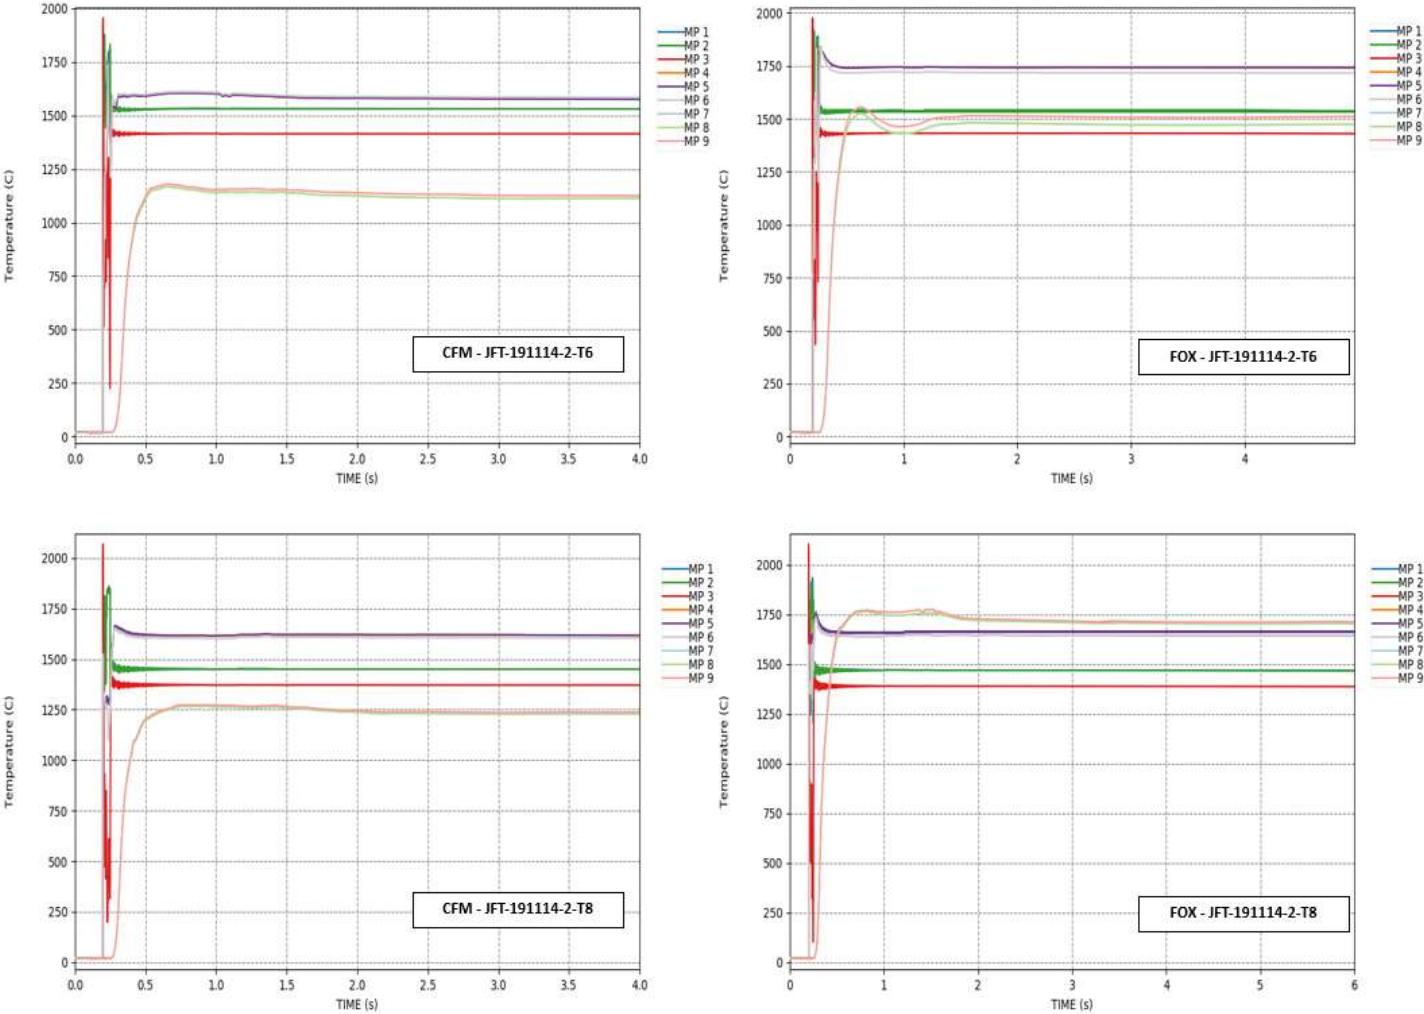 2000
1750
1500
1250
1000
750
500
250
0
Temperature (C)
0.0 0.5 1.0 1.5 2.0 2.5 3.0 3.5 4.0
TIME (s)
MP 1
MP 2
MP 3
MP 4
MP 5
MP 6
MP 7
MP 8
MP 9
CFM - JFT-191114-2-T6
2000
1750
1500
1250
1000
750
500
250
0
Temperature (C)
0 1 2 3 4
TIME (s)
MP 1
MP 2
MP 3
MP 4
MP 5
MP 6
MP 7
MP 8
MP 9
FOX - JFT-191114-2-T6
2000
1750
1500
1250
1000
750
500
250
0
Temperature (C)
0.0 0.5 1.0 1.5 2.0 2.5 3.0 3.5 4.0
TIME (s)
MP 1
MP 2
MP 3
MP 4
MP 5
MP 6
MP 7
MP 8
MP 9
CFM - JFT-191114-2-T8
2000
1750
1500
1250
1000
750
500
250
0
Temperature (C)
0 1 2 3 4 5 6
TIME (s)
MP 1
MP 2
MP 3
MP 4
MP 5
MP 6
MP 7
MP 8
MP 9
FOX - JFT-191114-2-T8